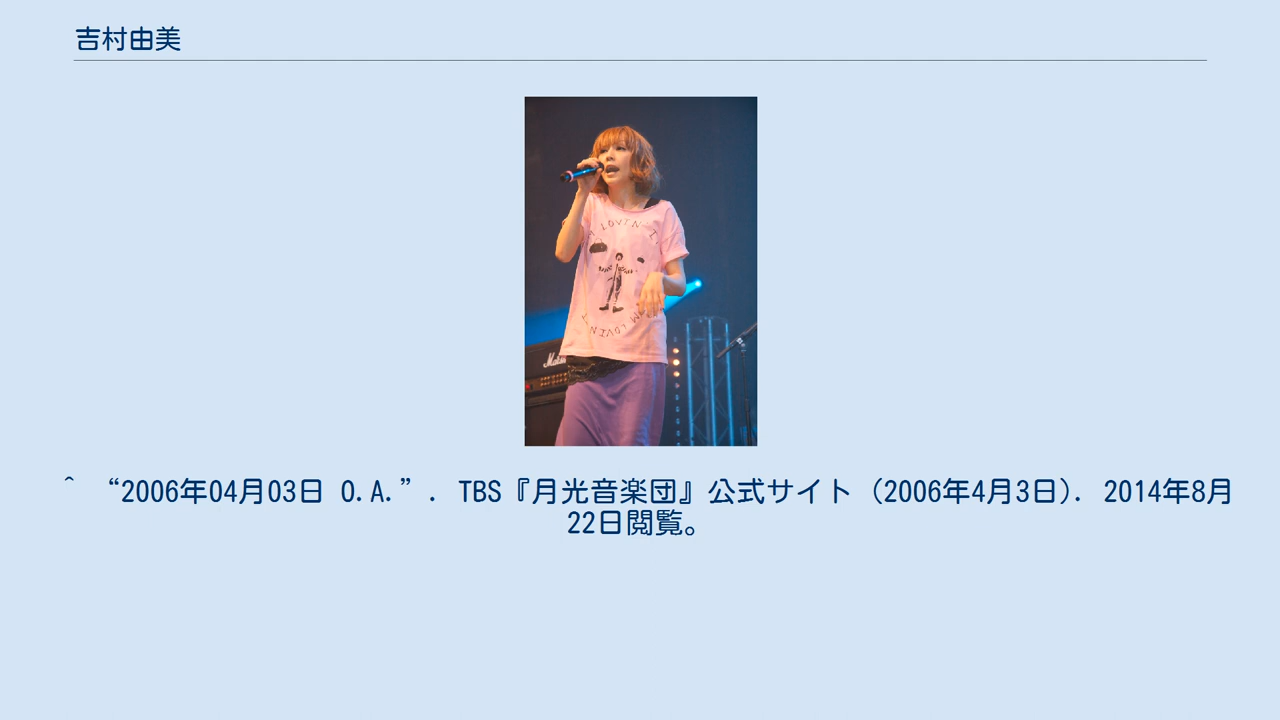 吉村由美
I LOVIN' I
I'M LOVIN' I
^ “2006年04月03日 O.A.”. TBS『月光音楽団』公式サイト (2006年4月3日). 2014年8月
22日閲覧。